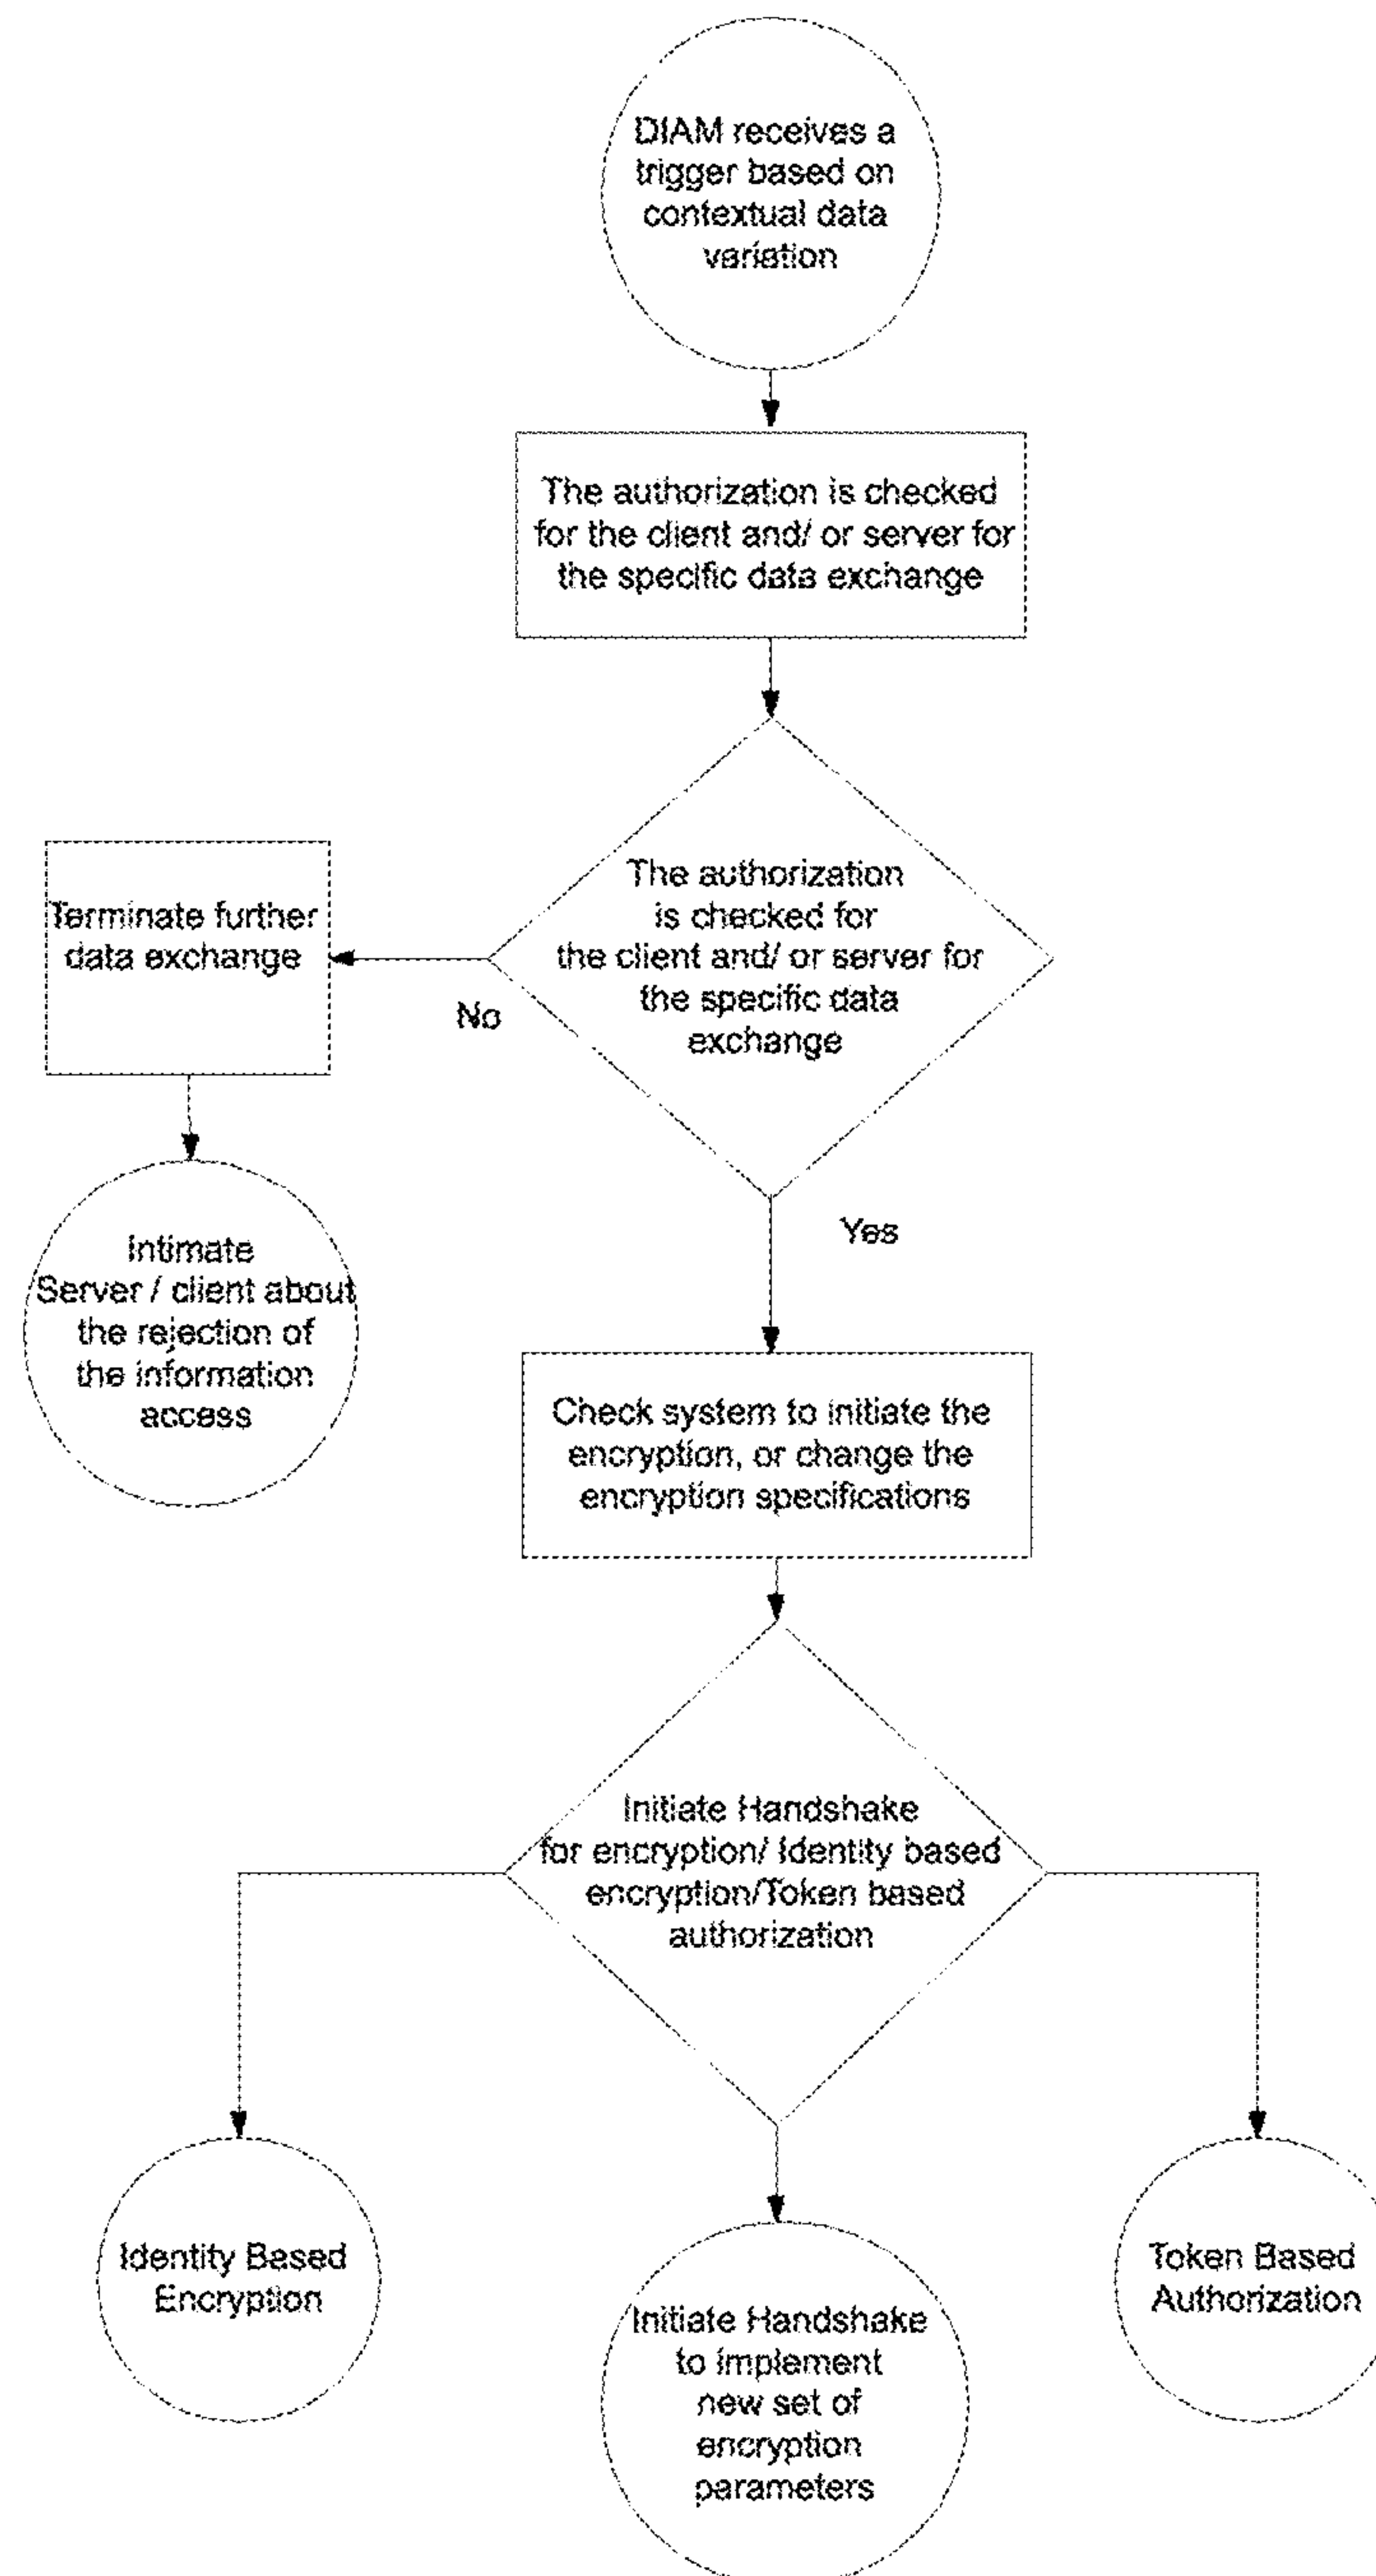 DIAM receives a
trigger based on
contextual data
variation
The authorization is checked
for the client and/ or server for
the specific data exchange
The authorization
is checked for
the client and/ or server for
the specific data
exchange
Terminate further
data exchange
No
Yes
Intimate
Server / client about
the rejection of
the information
access
Check system to initiate the
encryption, or change the
encryption specifications
Initiate Handshake
for encryption/ Identity based
encryption/Token based
authorization
Identity Based
Encryption
Initiate Handshake
to implement
new set of
encryption
parameters
Token Based
Authorization